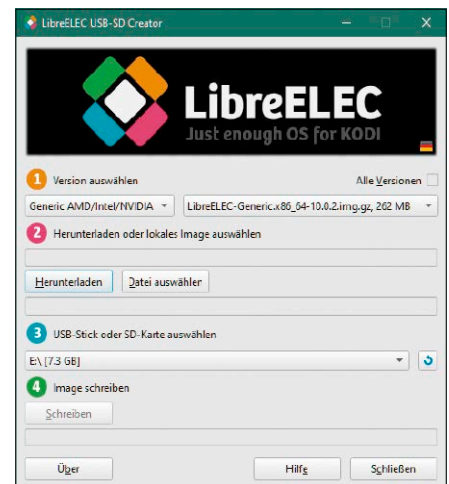 LibreELEC USB-SD Creator
LibreELEC
Just enough OS for KODI
1 Version auswählen
Alle Versionen
Generic AMD/Intel/NVIDIA
LibreELEC-Generic.x86_64-10.0.2.img.gz, 262 MB
2 Herunterladen oder lokales Image auswählen
Herunterladen
Datei auswählen
3 USB-Stick oder SD-Karte auswählen
E:\ [7.3 GB]
4 Image schreiben
Schreiben
Über
Hilfe
Schließen